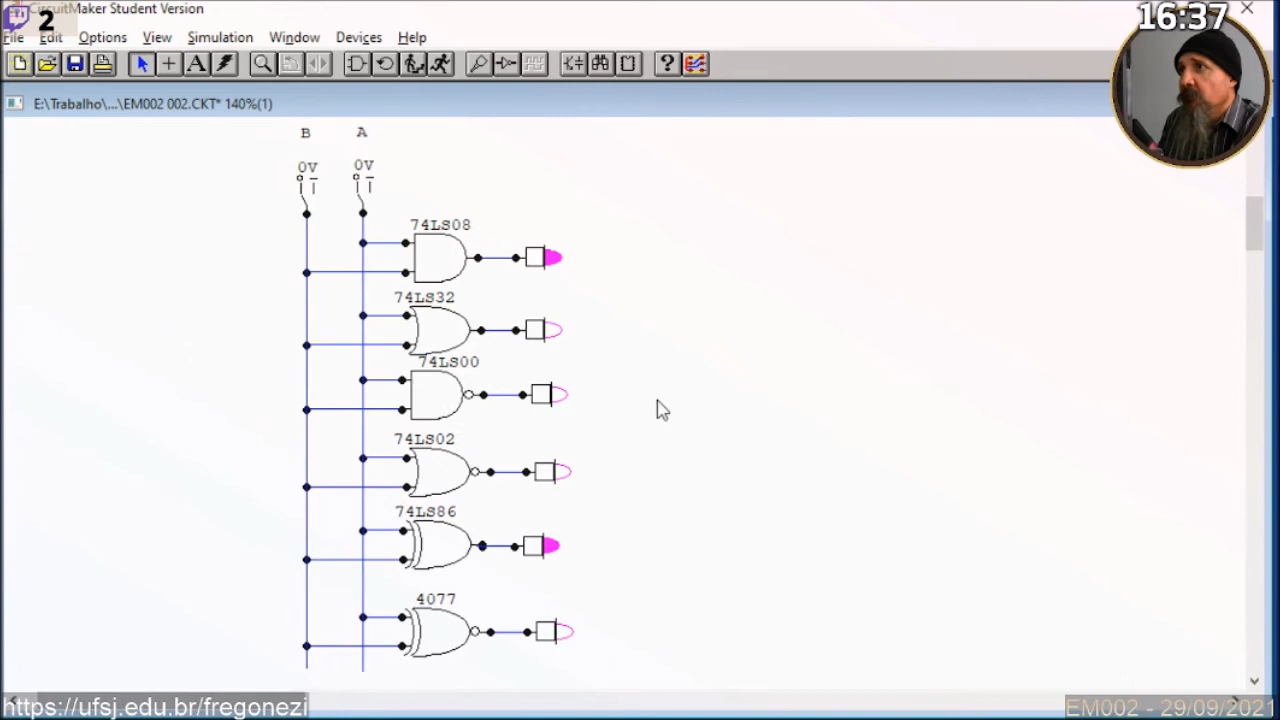 CircuitMaker Student Version
2
16:37
File Edit Options View Simulation Window Devices Help
E:\Trabalho\...\EM002 002.CKT* 140%(1)
B A
0V 0V
74LS08
74LS32
74LS00
74LS02
74LS86
4077
https://ufsj.edu.br/fregonezi
EM002 - 29/09/2021